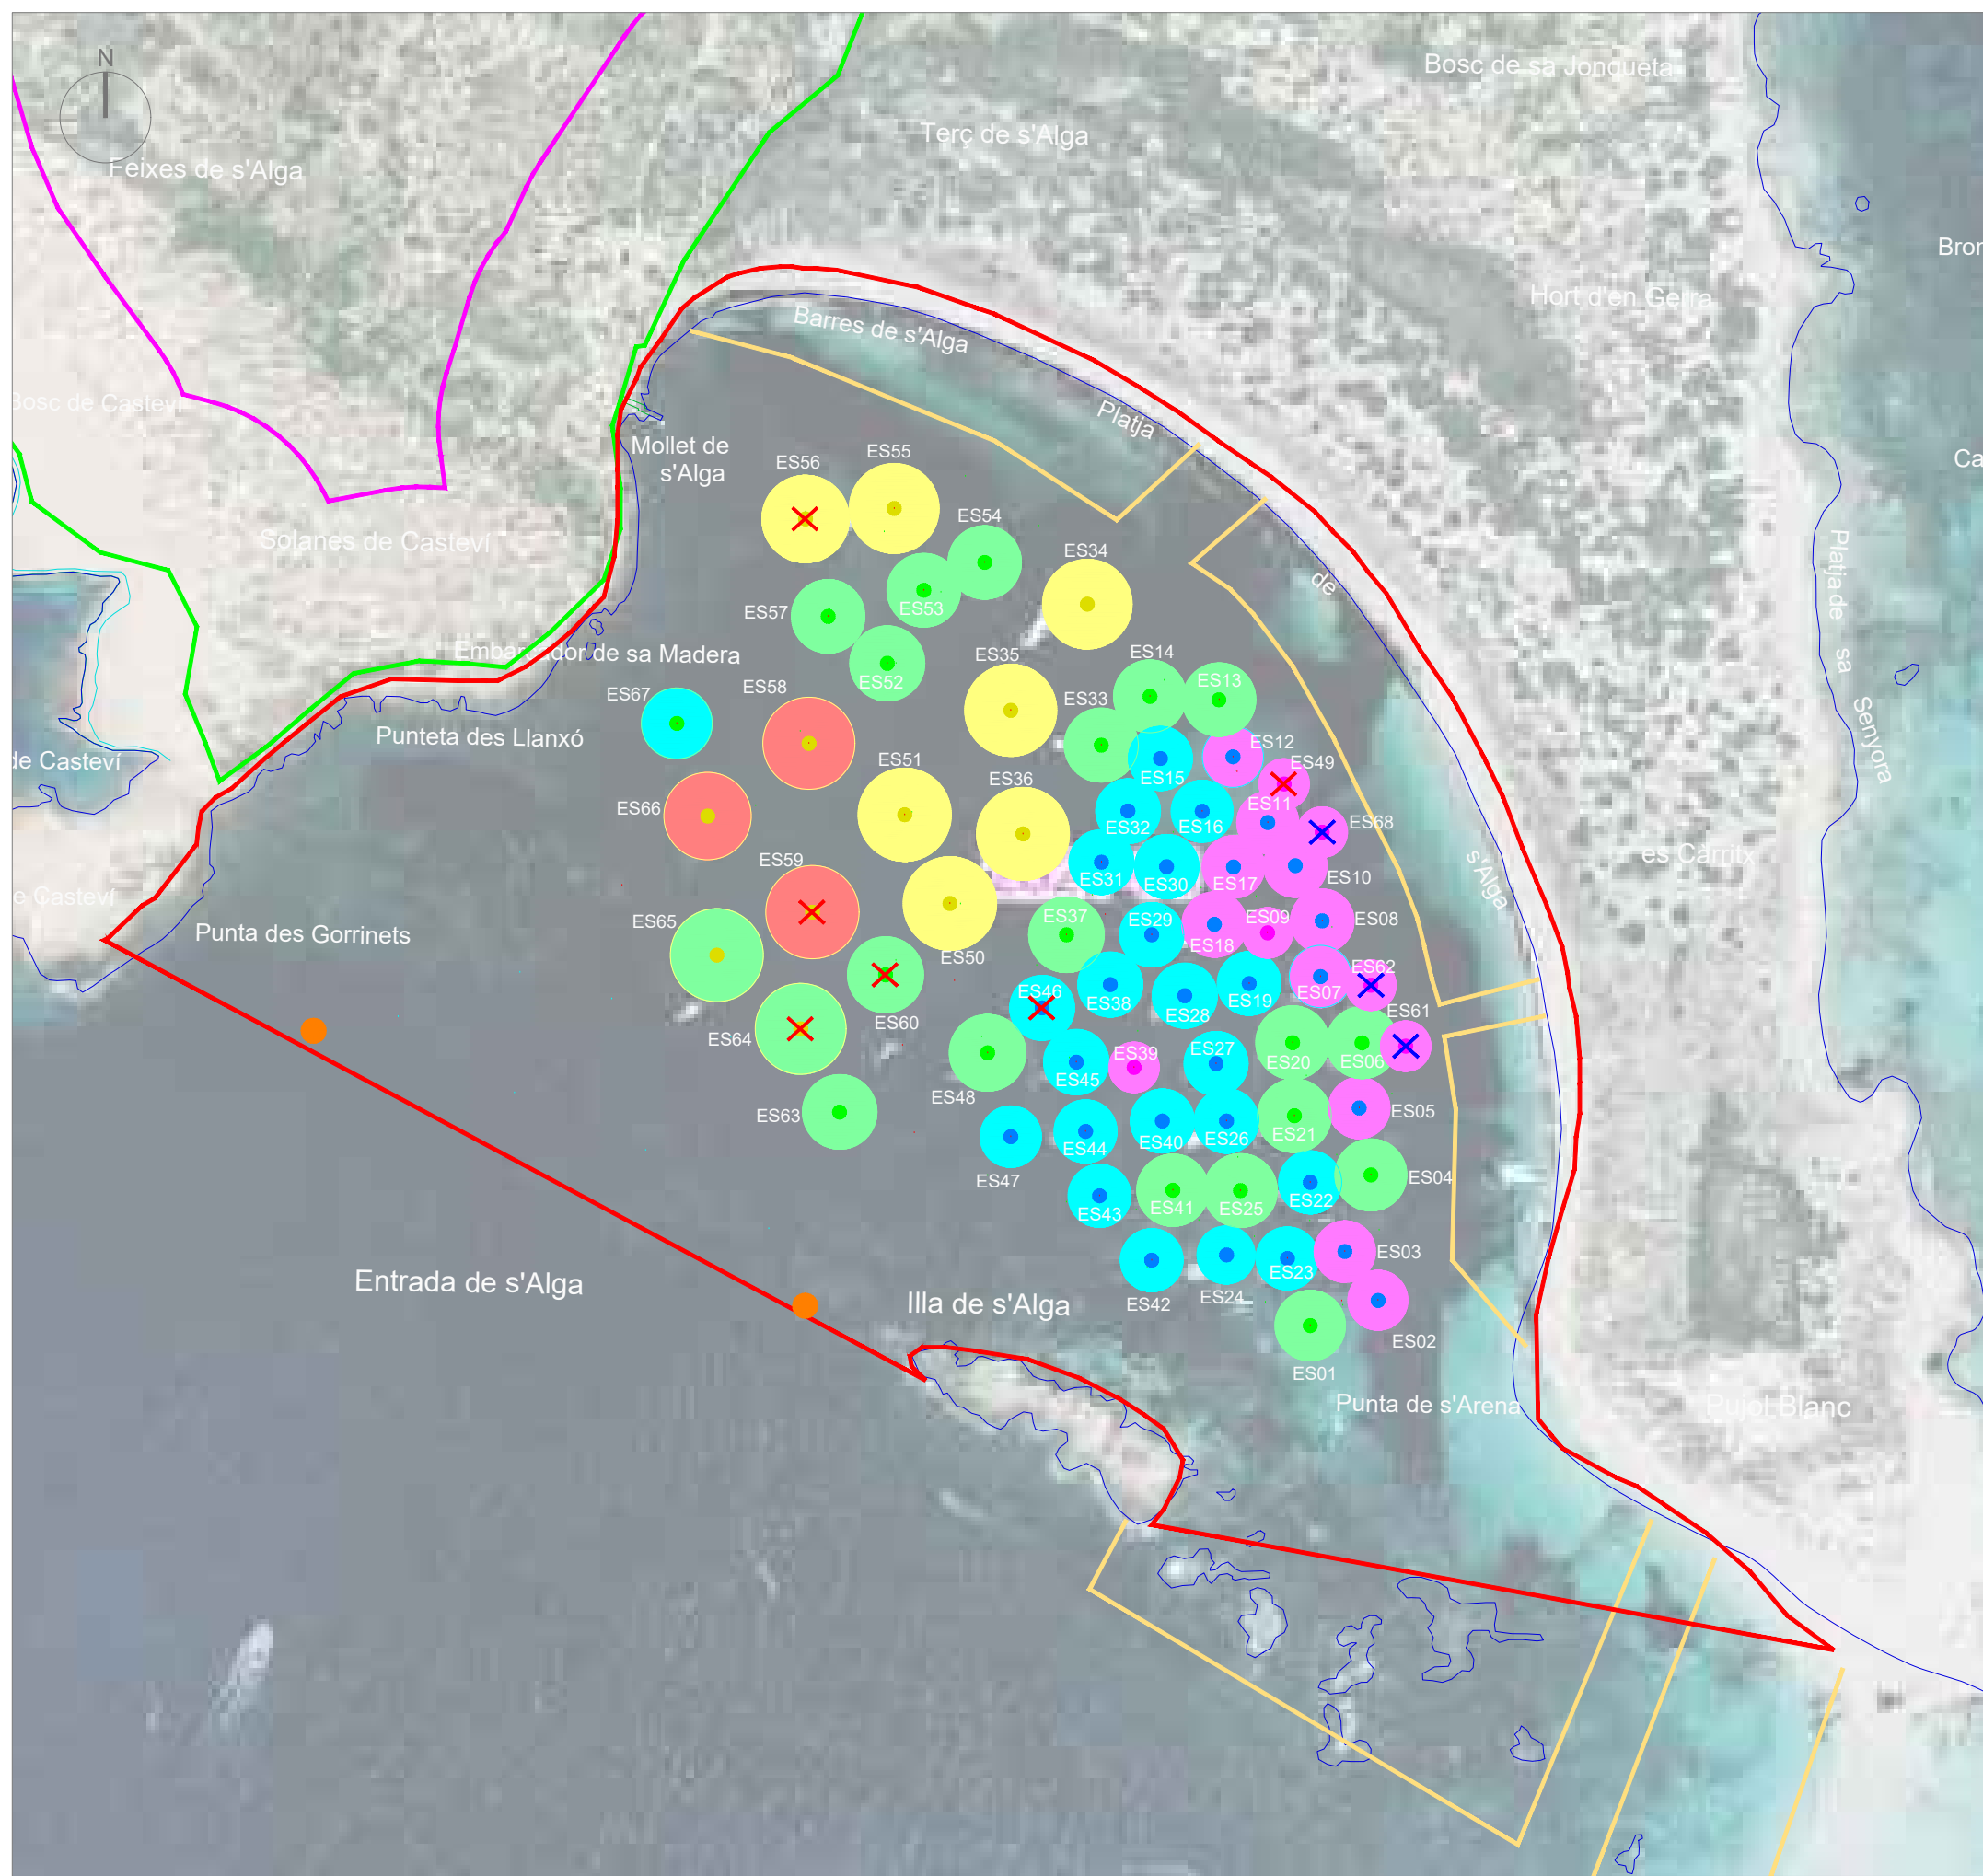 N
Bosc de sa Jonqueta
Terç de s'Alga
Feixes de s'Alga
Bror
Hort d'en Gerra
Barres de s'Alga
Bosc de Casteví
Platja
Mollet de
s'Alga
ES56
ES55
Ca
ES54
Solanes de Casteví
ES34
de
Platja de sa
Senyora
ES57
ES53
Embarcador de sa Madera
ES52
ES35
ES14
ES13
ES67
ES58
ES33
Punteta des Llanxó
de Casteví
ES12
ES15
ES49
ES66
ES51
ES36
ES11
ES32
ES16
ES68
es Càrritx
s'Alga
ES59
ES31
ES30
ES17
ES10
e Casteví
Punta des Gorrinets
ES65
ES50
ES37
ES29
ES18
ES09
ES08
ES46
ES38
ES28
ES19
ES07
ES62
ES64
ES60
ES61
ES48
ES45
ES39
ES27
ES20
ES06
ES63
ES47
ES44
ES40
ES26
ES21
ES05
ES43
ES41
ES25
ES22
ES04
Entrada de s'Alga
Illa de s'Alga
ES42
ES24
ES23
ES03
ES02
ES01
Punta de s'Arena
Pujol Blanc